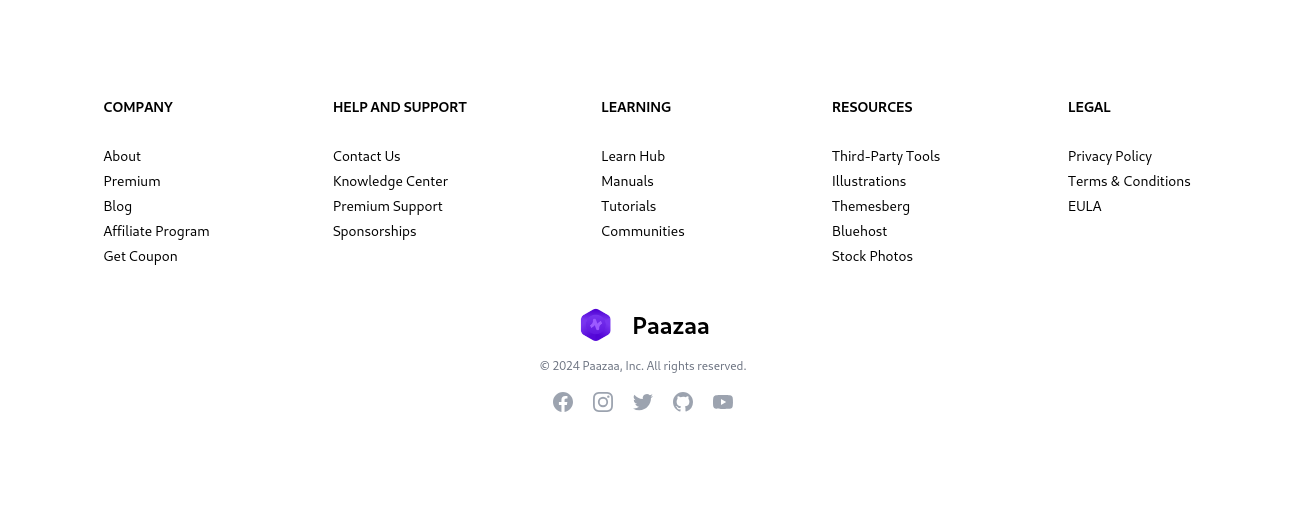 COMPANY
About
Premium
Blog
Affiliate Program
Get Coupon
HELP AND SUPPORT
Contact Us
Knowledge Center
Premium Support
Sponsorships
LEARNING
Learn Hub
Manuals
Tutorials
Communities
RESOURCES
Third-Party Tools
Illustrations
Themesberg
Bluehost
Stock Photos
LEGAL
Privacy Policy
Terms & Conditions
EULA
Paazaa
© 2024 Paazaa, Inc. All rights reserved.